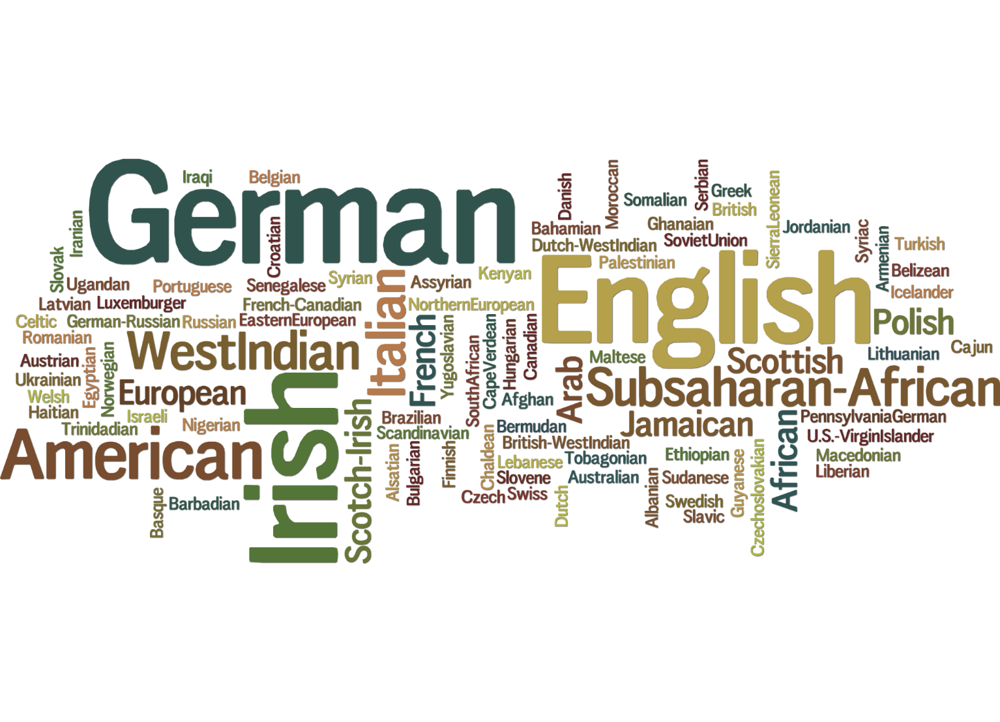 German
Iraqi
Belgian
Iranian
Slovak
Croatian
Ugandan
Portuguese
Senegalese
Syrian
Latvian
Luxemburger
French-Canadian
Celtic
German-Russian
Russian
EasternEuropean
Romanian
WestIndian
Austrian
Egyptian
Norwegian
Ukrainian
Welsh
European
Haitian
Israeli
Trinidadian
Nigerian
American
Irish
Basque
Barbadian
Scotch-Irish
Italian
Assyrian
Kenyan
NorthernEuropean
French
Yugoslavian
SouthAfrican
CapeVerdean
Hungarian
Canadian
Afghan
Brazilian
Scandinavian
Bermudan
British-WestIndian
Alsatian
Bulgarian
Finnish
Chaldean
Lebanese
Tobagonian
Slovene
Australian
Czech
Swiss
Dutch
Danish
Moroccan
Somalian
Serbian
Greek
British
SierraLeonean
Bahamian
Ghanaian
Jordanian
Dutch-WestIndian
SovietUnion
Syriac
Armenian
Turkish
Palestinian
Belizean
English
Icelander
Polish
Maltese
Scottish
Lithuanian
Cajun
Arab
Subsaharan-African
Jamaican
African
PennsylvaniaGerman
U.S.-VirginIslander
Ethiopian
Macedonian
Liberian
Guyanese
Czechoslovakian
Albanian
Sudanese
Swedish
Slavic